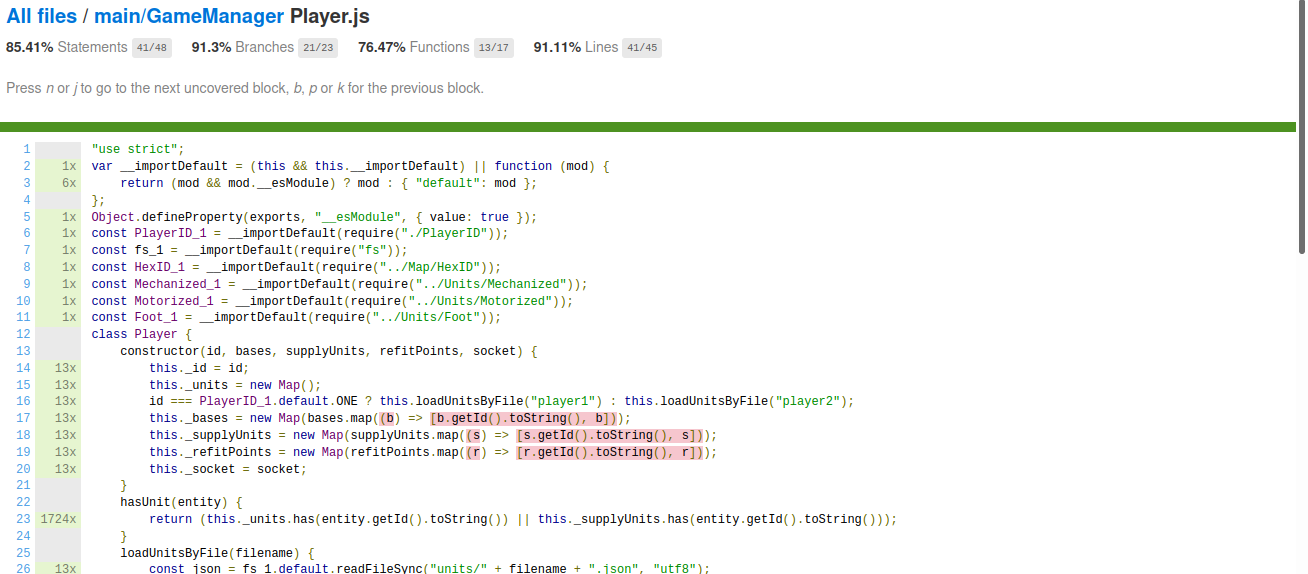 All files / main/GameManager Player.js
85.41% Statements 41/48 91.3% Branches 21/23 76.47% Functions 13/17 91.11% Lines 41/45
Press n or j to go to the next uncovered block, b, p or k for the previous block.
1 "use strict";
2 1x var __importDefault = (this && this.__importDefault) || function (mod) {
3 6x return (mod && mod.__esModule) ? mod : { "default": mod };
4 };
5 1x Object.defineProperty(exports, "__esModule", { value: true });
6 1x const PlayerID_1 = __importDefault(require("./PlayerID"));
7 1x const fs_1 = __importDefault(require("fs"));
8 1x const HexID_1 = __importDefault(require("../Map/HexID"));
9 1x const Mechanized_1 = __importDefault(require("../Units/Mechanized"));
10 1x const Motorized_1 = __importDefault(require("../Units/Motorized"));
11 1x const Foot_1 = __importDefault(require("../Units/Foot"));
12 class Player {
13 constructor(id, bases, supplyUnits, refitPoints, socket) {
14 13x this._id = id;
15 13x this._units = new Map();
16 13x id === PlayerID_1.default.ONE ? this.loadUnitsByFile("player1") : this.loadUnitsByFile("player2");
17 13x this._bases = new Map(bases.map((b) => [b.getId().toString(), b]));
18 13x this._supplyUnits = new Map(supplyUnits.map((s) => [s.getId().toString(), s]));
19 13x this._refitPoints = new Map(refitPoints.map((r) => [r.getId().toString(), r]));
20 13x this._socket = socket;
21 }
22 hasUnit(entity) {
23 1724x return (this._units.has(entity.getId().toString()) || this._supplyUnits.has(entity.getId().toString()));
24 }
25 loadUnitsByFile(filename) {
26 13x const json = fs_1.default.readFileSync("units/" + filename + ".json", "utf8");